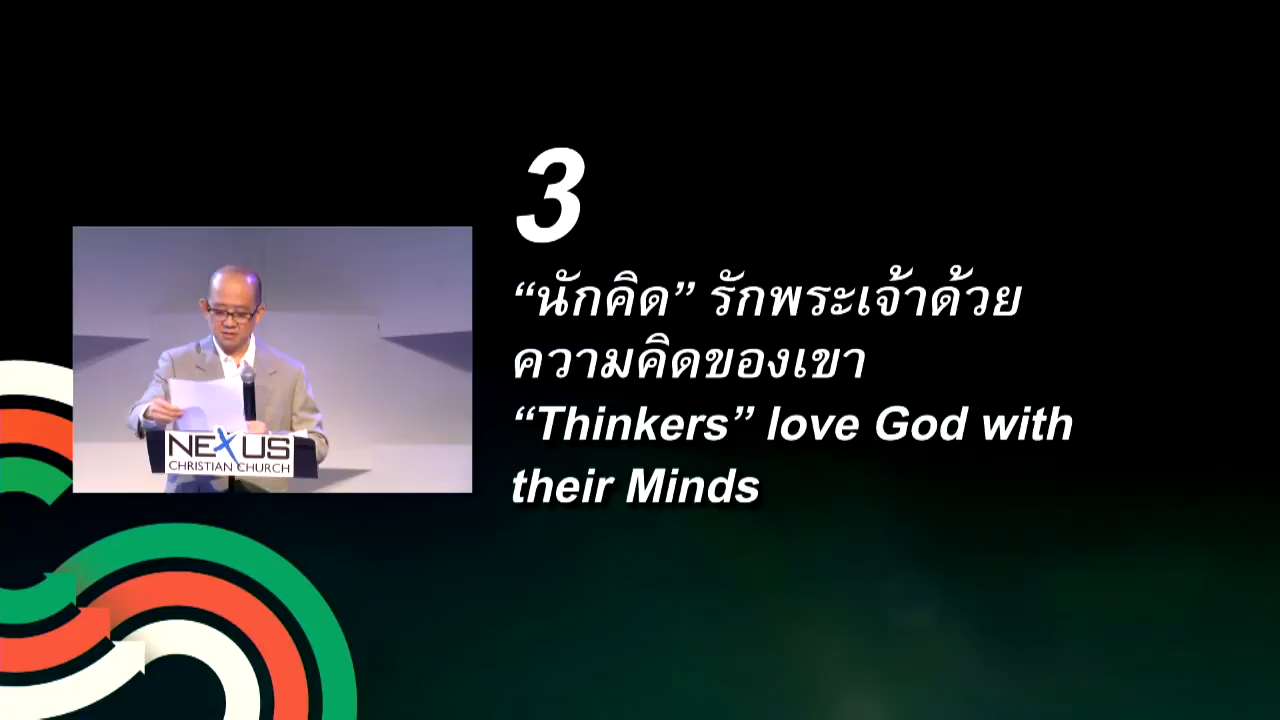 3
“นักคิด” รักพระเจ้าด้วย
ความคิดของเขา
“Thinkers” love God with
their Minds
NEXUS
CHRISTIAN CHURCH